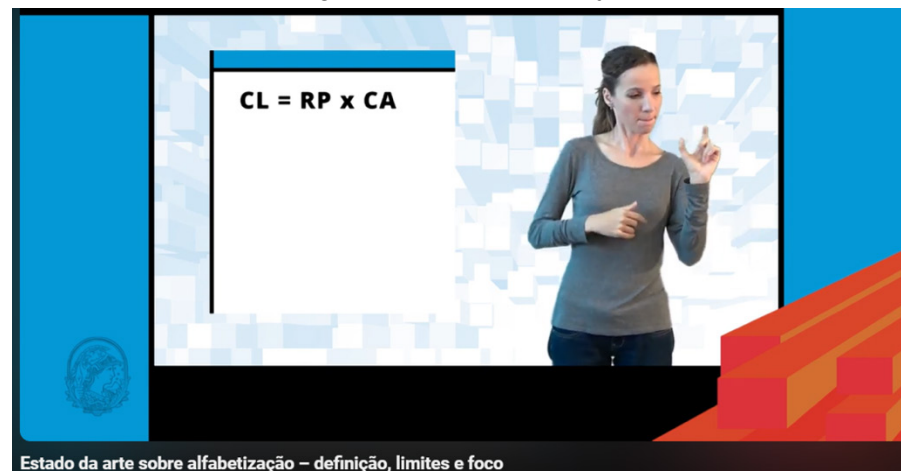 CL = RP x CA
Estado da arte sobre alfabetização – definição, limites e foco